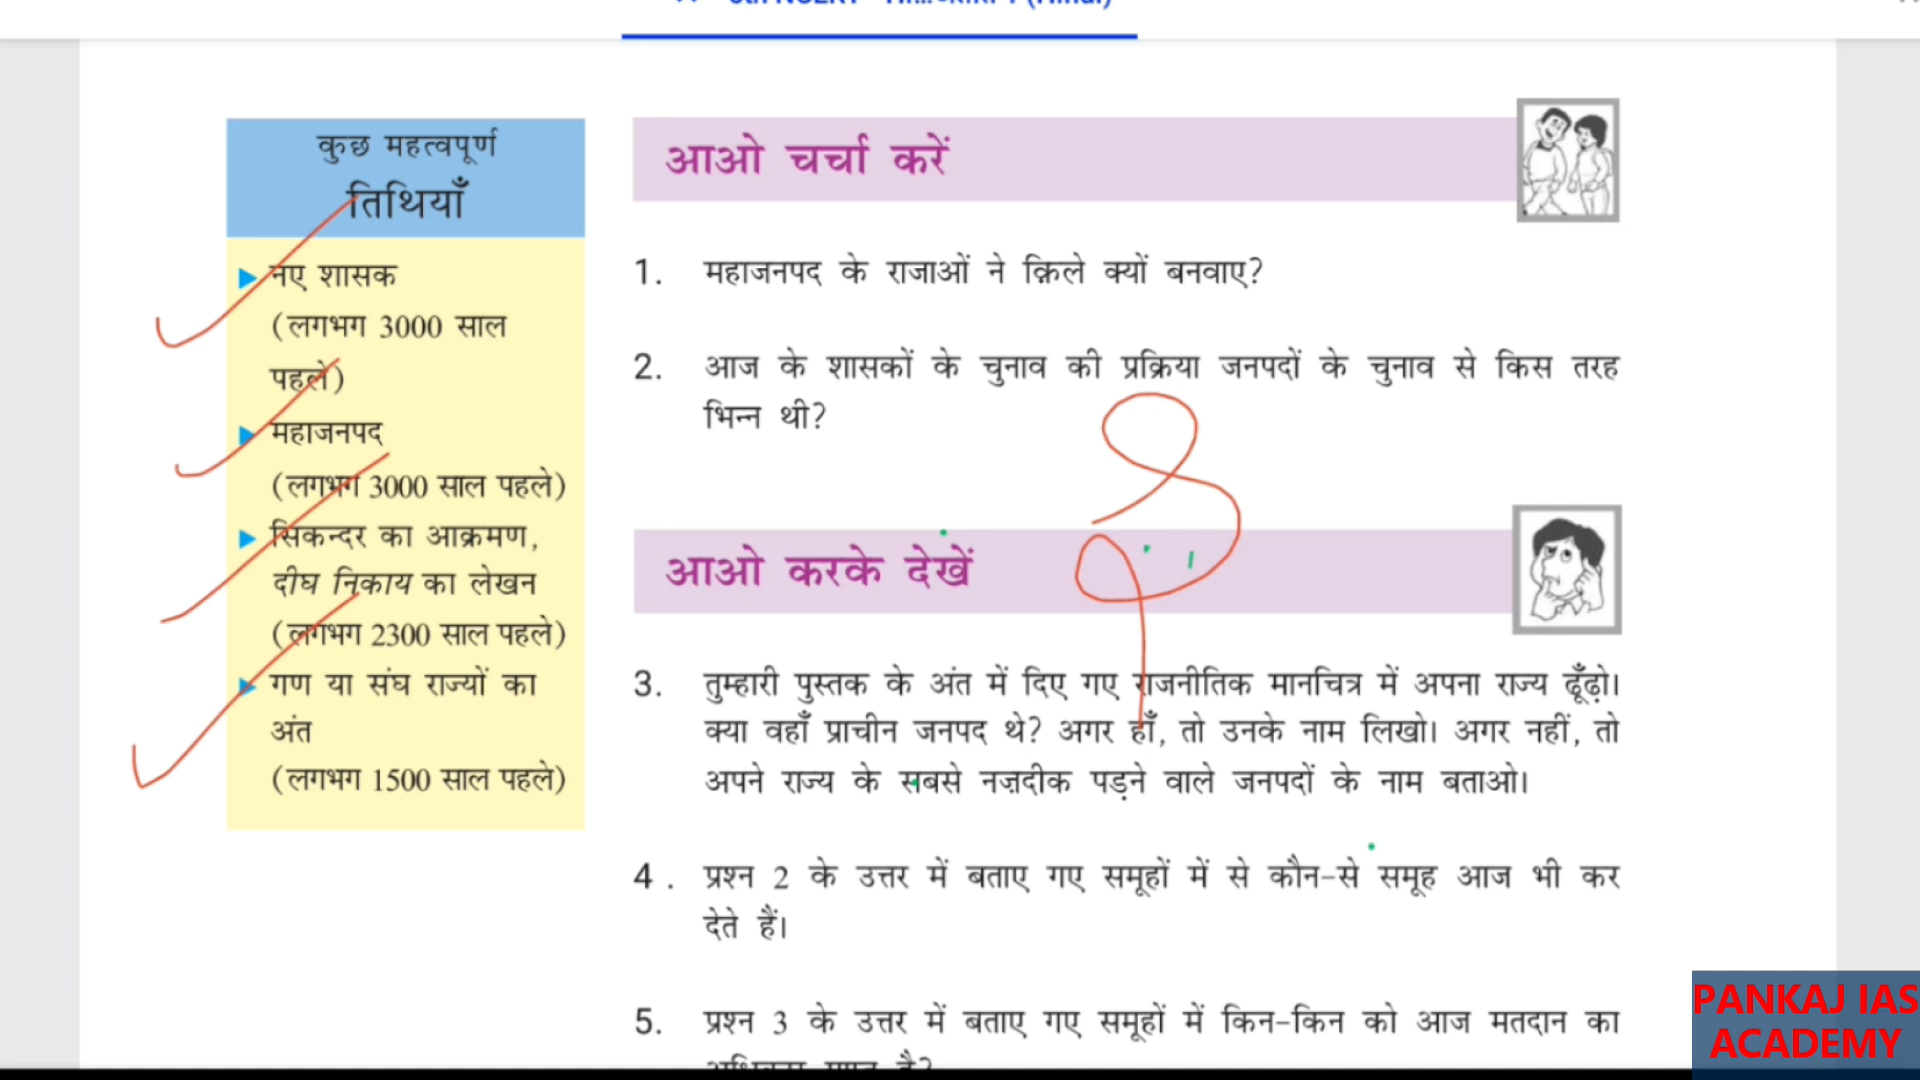 कुछ महत्वपूर्ण
तिथियाँ
नए शासक
(लगभग 3000 साल
पहले)
महाजनपद
(लगभग 3000 साल पहले)
सिकन्दर का आक्रमण,
दीघ निकाय का लेखन
(लगभग 2300 साल पहले)
गण या संघ राज्यों का
अंत
(लगभग 1500 साल पहले)
आओ चर्चा करें
1. महाजनपद के राजाओं ने क़िले क्यों बनवाए?
2. आज के शासकों के चुनाव की प्रक्रिया जनपदों के चुनाव से किस तरह
भिन्न थी?
आओ करके देखें
3. तुम्हारी पुस्तक के अंत में दिए गए राजनीतिक मानचित्र में अपना राज्य ढूँढ़ो।
क्या वहाँ प्राचीन जनपद थे? अगर हाँ, तो उनके नाम लिखो। अगर नहीं, तो
अपने राज्य के सबसे नज़दीक पड़ने वाले जनपदों के नाम बताओ।
4. प्रश्न 2 के उत्तर में बताए गए समूहों में से कौन-से समूह आज भी कर
देते हैं।
5. प्रश्न 3 के उत्तर में बताए गए समूहों में किन-किन को आज मतदान का
PANKAJ IAS
ACADEMY